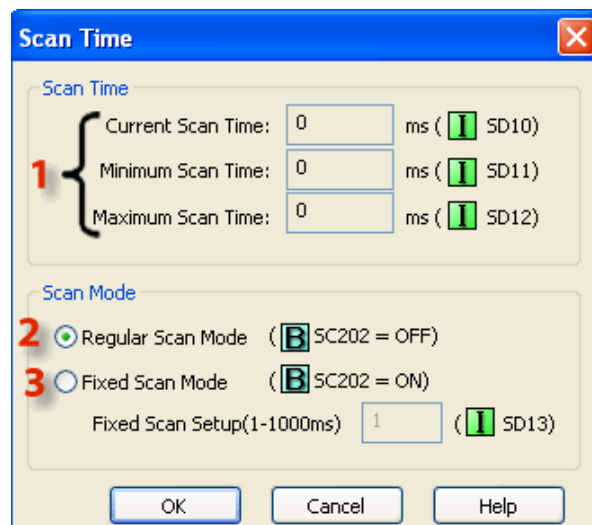 Scan Time
Scan Time
Current Scan Time: 0 ms ( I SD10)
1 Minimum Scan Time: 0 ms ( I SD11)
Maximum Scan Time: 0 ms ( I SD12)
Scan Mode
2 Regular Scan Mode ( B SC202 = OFF)
3 Fixed Scan Mode ( B SC202 = ON)
Fixed Scan Setup(1-1000ms) 1 ( I SD13)
OK Cancel Help